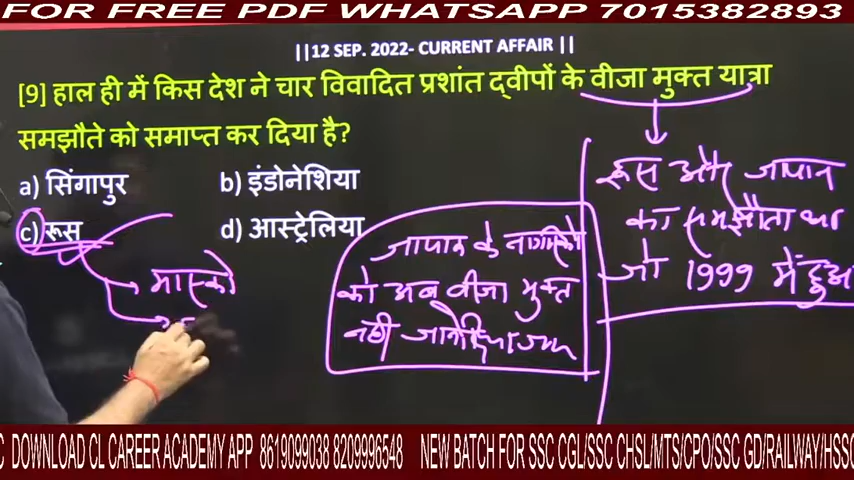 FOR FREE PDF WHATSAPP 7015382893
||12 SEP. 2022- CURRENT AFFAIR ||
[9] हाल ही में किस देश ने चार विवादित प्रशांत द्वीपों के वीजा मुक्त यात्रा
समझौते को समाप्त कर दिया है?
a) सिंगापुर b) इंडोनेशिया
c) रूस d) आस्ट्रेलिया
मास्को
जापान के नागरिको
को अब वीजा मुक्त
नही जाने दिया
रूस और जापान
का समझौता था
जो 1999 में हुआ
DOWNLOAD CL CAREER ACADEMY APP 8619099038 8209996548 NEW BATCH FOR SSC CGL/SSC CHSL/MTS/CPO/SSC GD/RAILWAY/HSSC